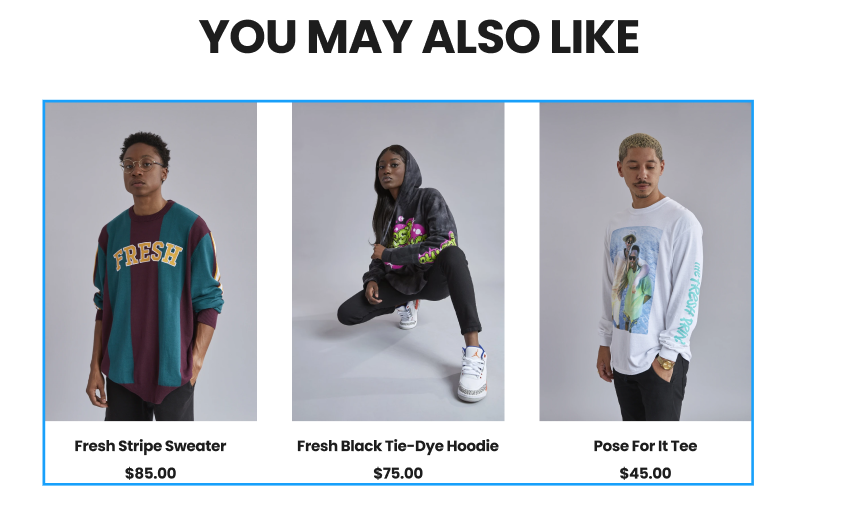 YOU MAY ALSO LIKE
FRESH
Fresh Stripe Sweater
$85.00
Fresh Black Tie-Dye Hoodie
$75.00
Pose For It Tee
$45.00